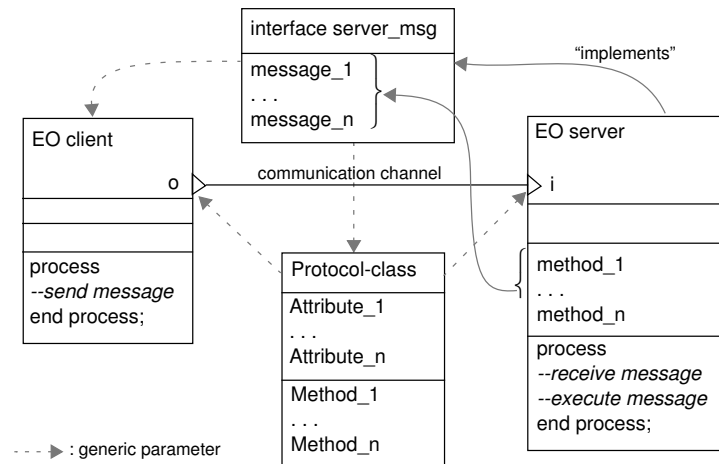 interface server_msg
message_1
. . .
message_n
“implements”
EO client
o
communication channel
EO server
i
process
--send message
end process;
Protocol-class
Attribute_1
. . .
Attribute_n
Method_1
. . .
Method_n
method_1
. . .
method_n
process
--receive message
--execute message
end process;
: generic parameter